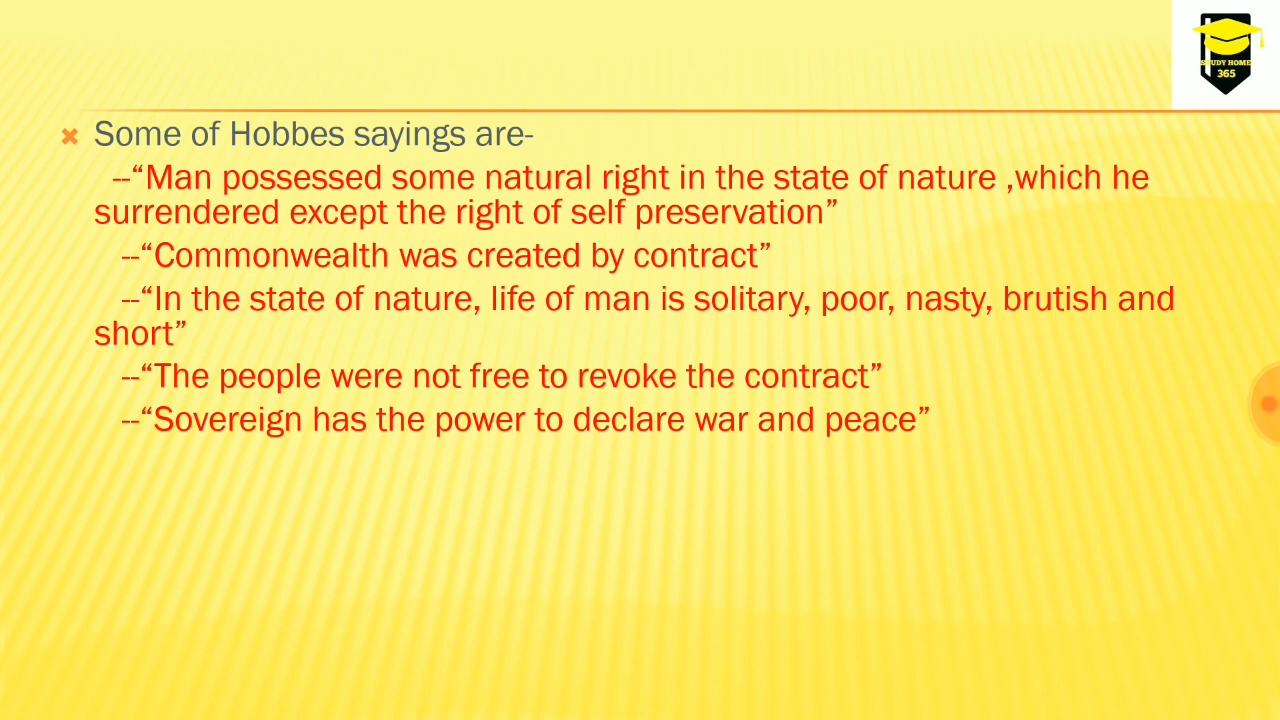 STUDY HOME
365
Some of Hobbes sayings are-
--“Man possessed some natural right in the state of nature ,which he
surrendered except the right of self preservation”
--“Commonwealth was created by contract”
--“In the state of nature, life of man is solitary, poor, nasty, brutish and
short”
--“The people were not free to revoke the contract”
--“Sovereign has the power to declare war and peace”